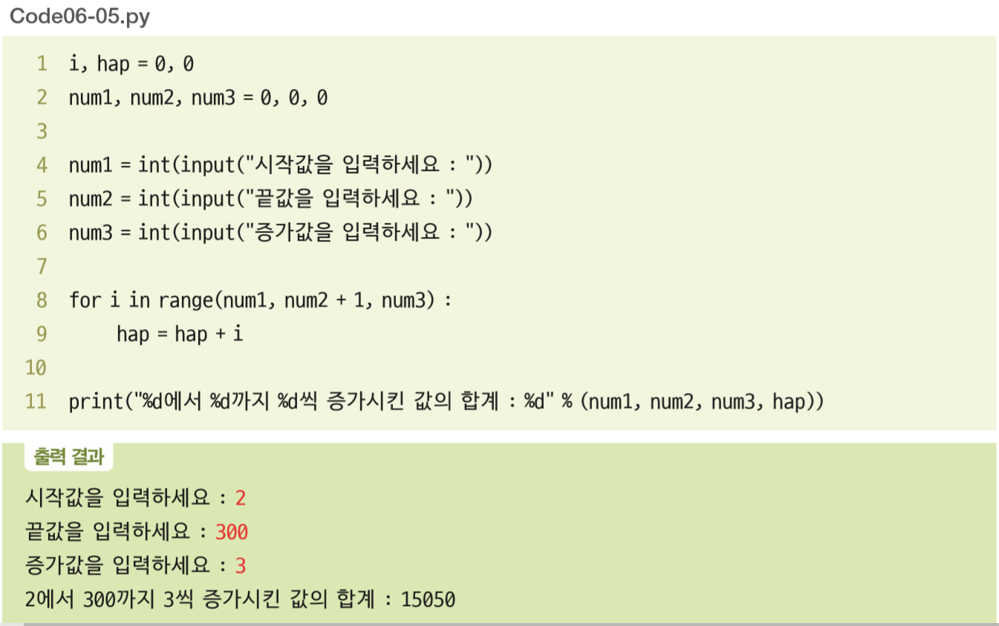 Code06-05.py
1 i, hap = 0, 0
2 num1, num2, num3 = 0, 0, 0
3
4 num1 = int(input("시작값을 입력하세요 : "))
5 num2 = int(input("끝값을 입력하세요 : "))
6 num3 = int(input("증가값을 입력하세요 : "))
7
8 for i in range(num1, num2 + 1, num3) :
9     hap = hap + i
10
11 print("%d에서 %d까지 %d씩 증가시킨 값의 합계 : %d" % (num1, num2, num3, hap))
출력 결과
시작값을 입력하세요 : 2
끝값을 입력하세요 : 300
증가값을 입력하세요 : 3
2에서 300까지 3씩 증가시킨 값의 합계 : 15050